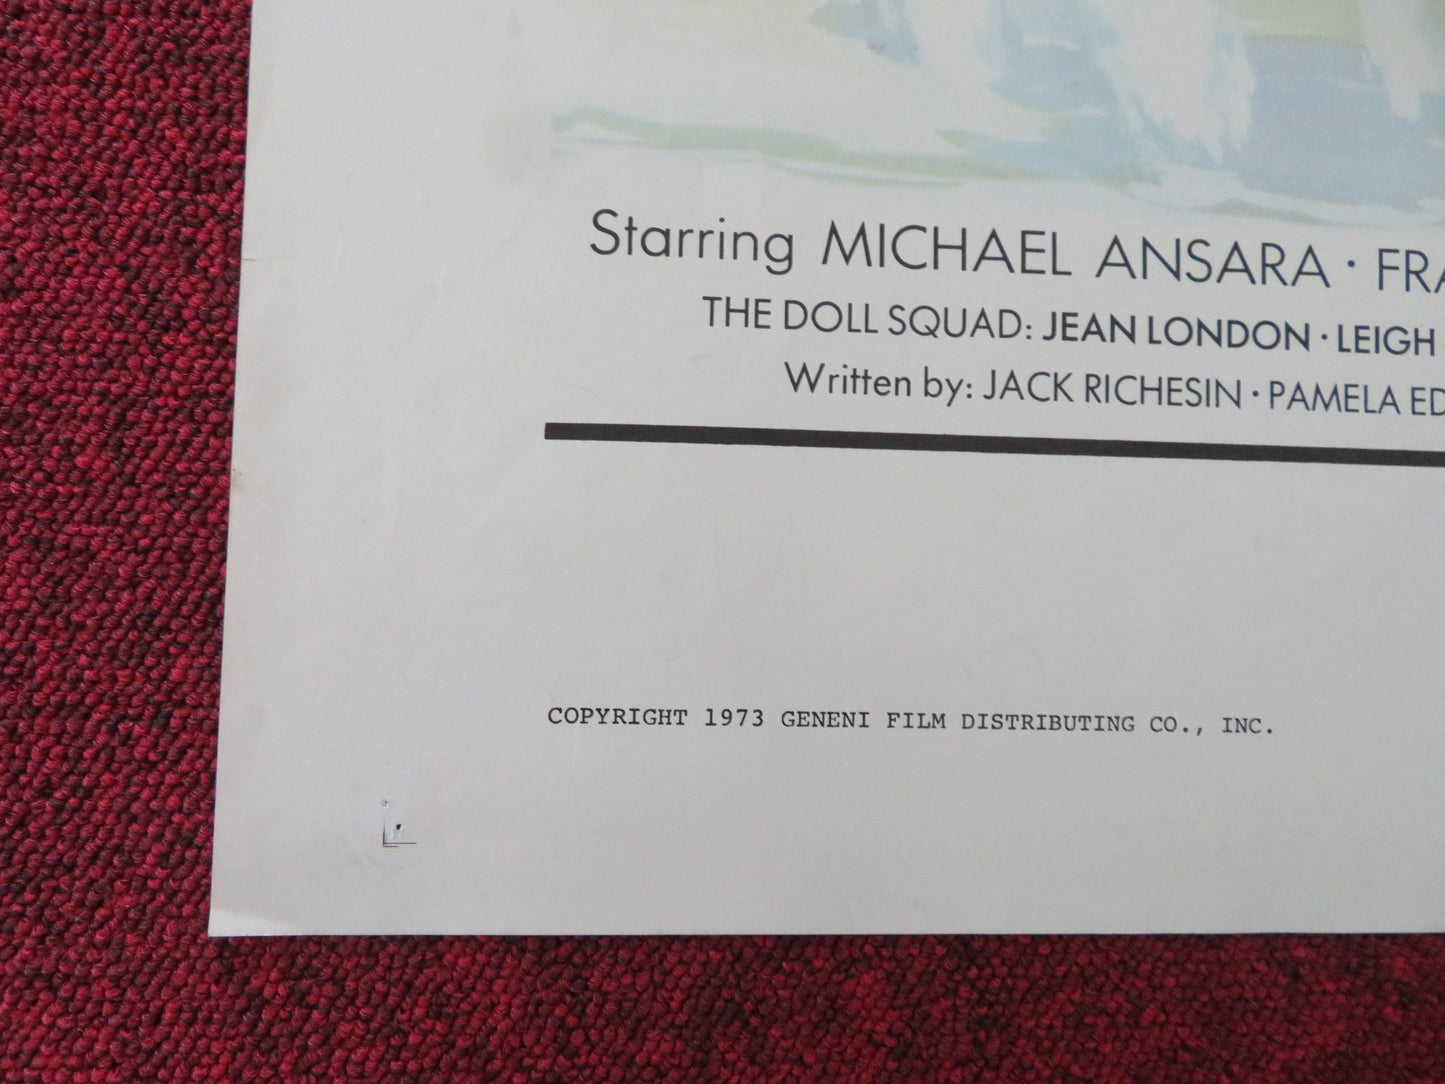 Starring MICHAEL ANSARA · FRA
THE DOLL SQUAD: JEAN LONDON · LEIGH
Written by: JACK RICHESIN · PAMELA ED
COPYRIGHT 1973 GENENI FILM DISTRIBUTING CO., INC.